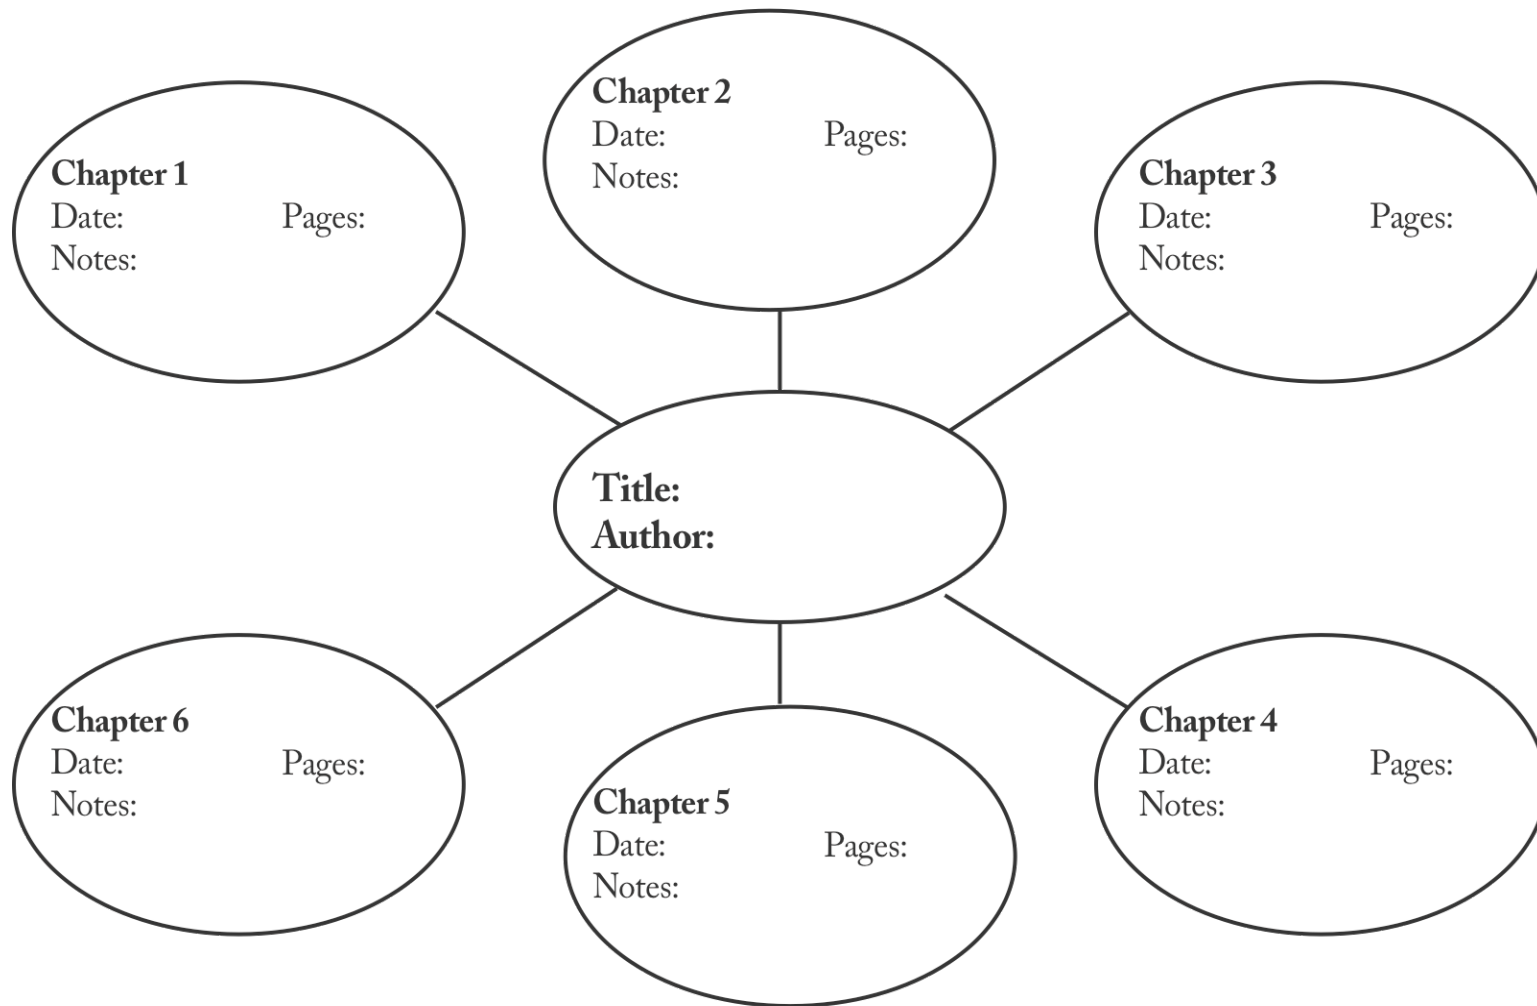 Chapter 1
Date: Pages:
Notes:
Chapter 2
Date: Pages:
Notes:
Chapter 3
Date: Pages:
Notes:
Title:
Author:
Chapter 6
Date: Pages:
Notes:
Chapter 5
Date: Pages:
Notes:
Chapter 4
Date: Pages:
Notes: